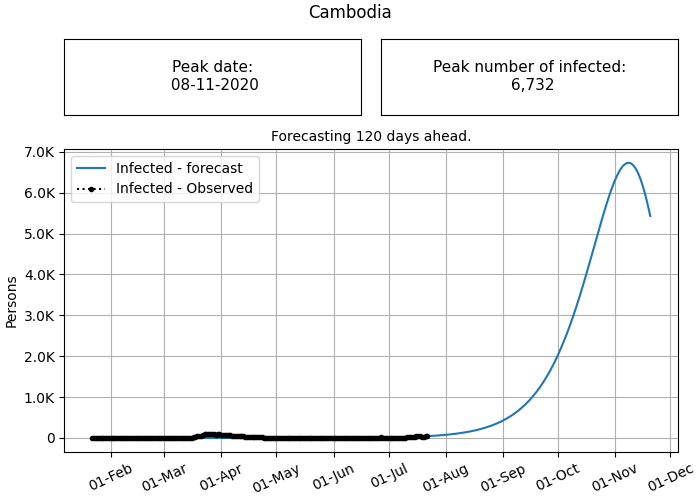 Cambodia
Peak date:
08-11-2020
Peak number of infected:
6,732
Forecasting 120 days ahead.
Infected - forecast
Infected - Observed
Persons
7.0K
6.0K
5.0K
4.0K
3.0K
2.0K
1.0K
0
01-Feb
01-Mar
01-Apr
01-May
01-Jun
01-Jul
01-Aug
01-Sep
01-Oct
01-Nov
01-Dec